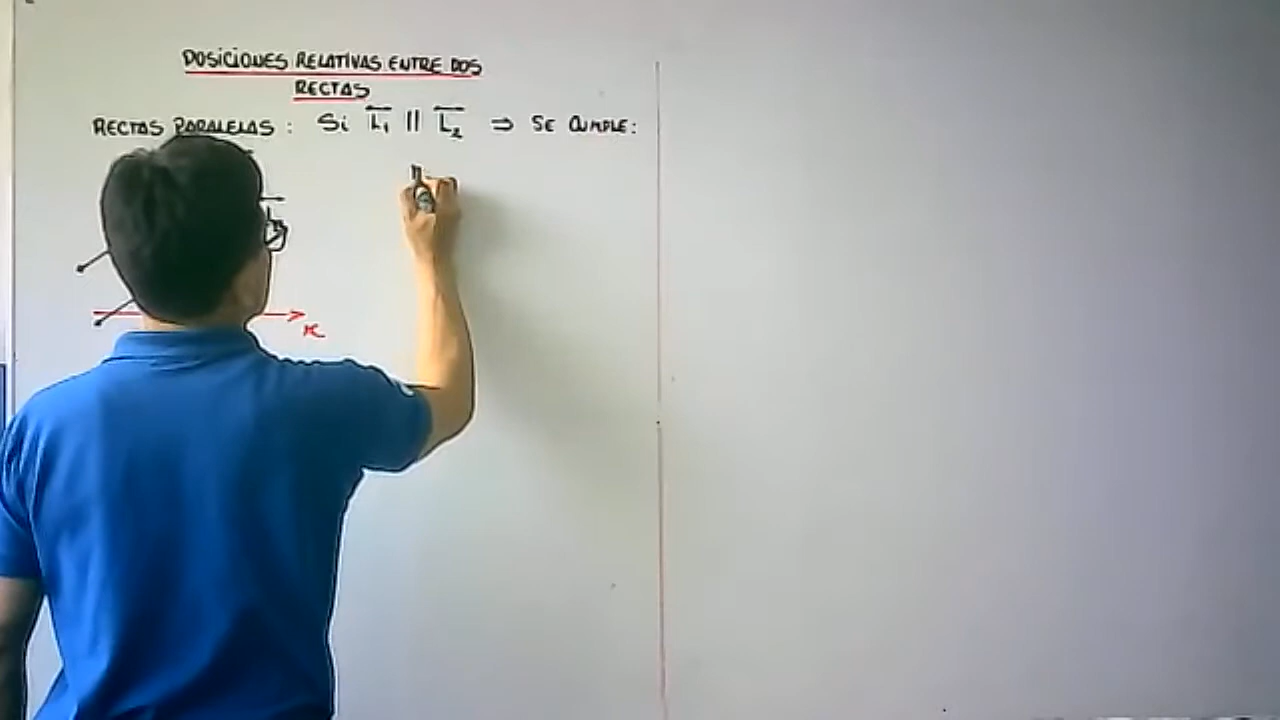 POSICIONES RELATIVAS ENTRE DOS
RECTAS
RECTAS PARALELAS : Si L₁ // L₂ ⇒ SE CUMPLE:
x